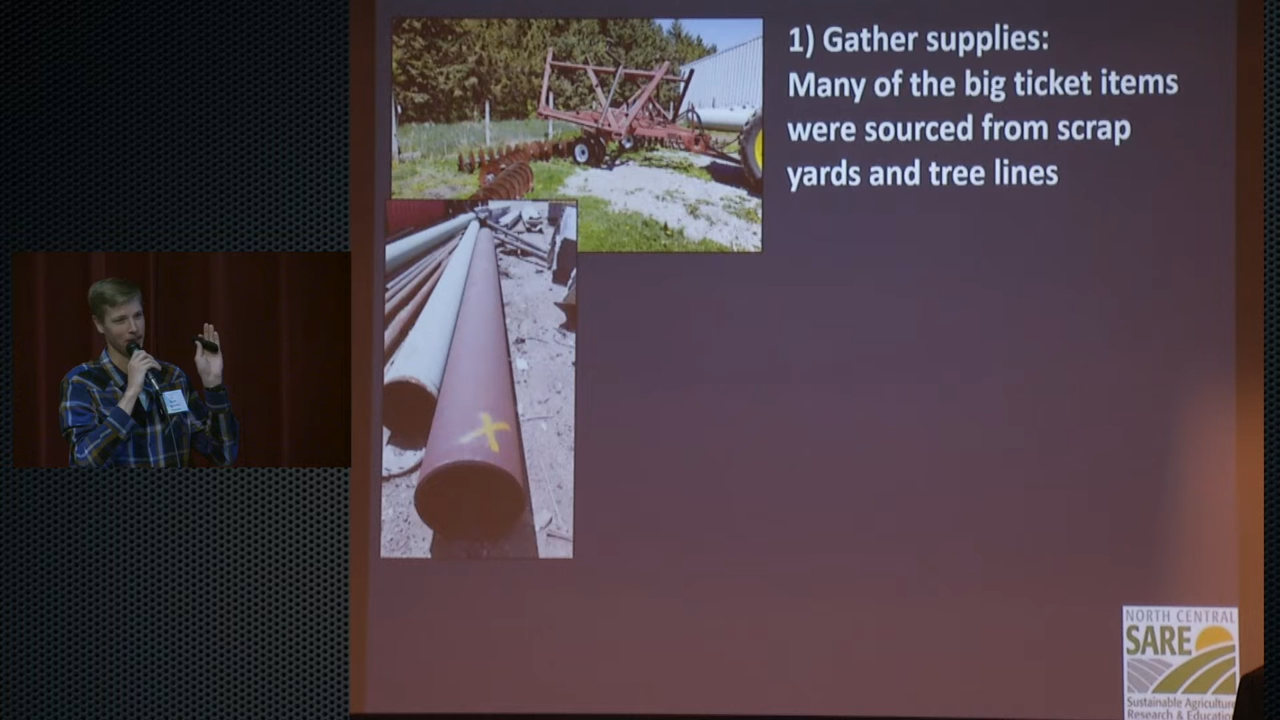 1) Gather supplies:
Many of the big ticket items
were sourced from scrap
yards and tree lines
X
NORTH CENTRAL
SARE
Sustainable Agriculture
Research & Education